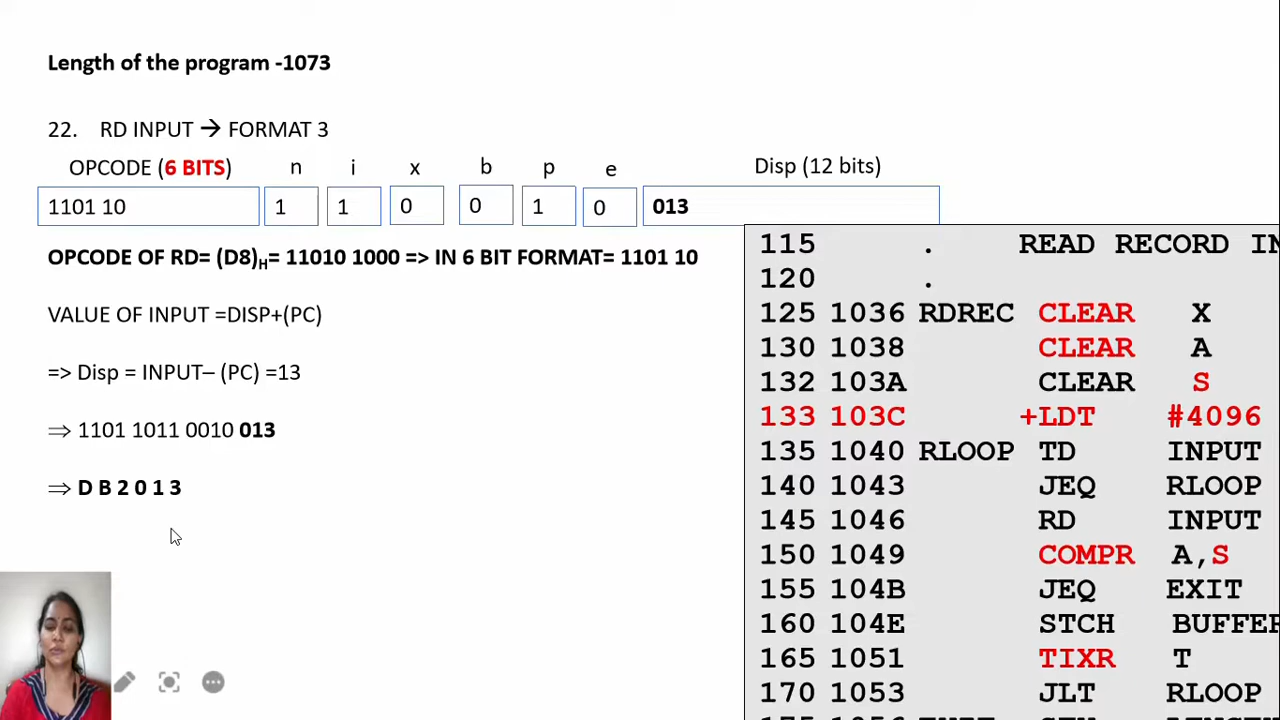 Length of the program -1073
22. RD INPUT → FORMAT 3
OPCODE (6 BITS) n i x b p e Disp (12 bits)
1101 10 1 1 0 0 1 0 013
OPCODE OF RD= (D8)H= 11010 1000 => IN 6 BIT FORMAT= 1101 10
VALUE OF INPUT =DISP+(PC)
=> Disp = INPUT– (PC) =13
⇒ 1101 1011 0010 013
⇒ D B 2 0 1 3
115 . READ RECORD IN
120 .
125 1036 RDREC CLEAR X
130 1038 CLEAR A
132 103A CLEAR S
133 103C +LDT #4096
135 1040 RLOOP TD INPUT
140 1043 JEQ RLOOP
145 1046 RD INPUT
150 1049 COMPR A,S
155 104B JEQ EXIT
160 104E STCH BUFFER
165 1051 TIXR T
170 1053 JLT RLOOP